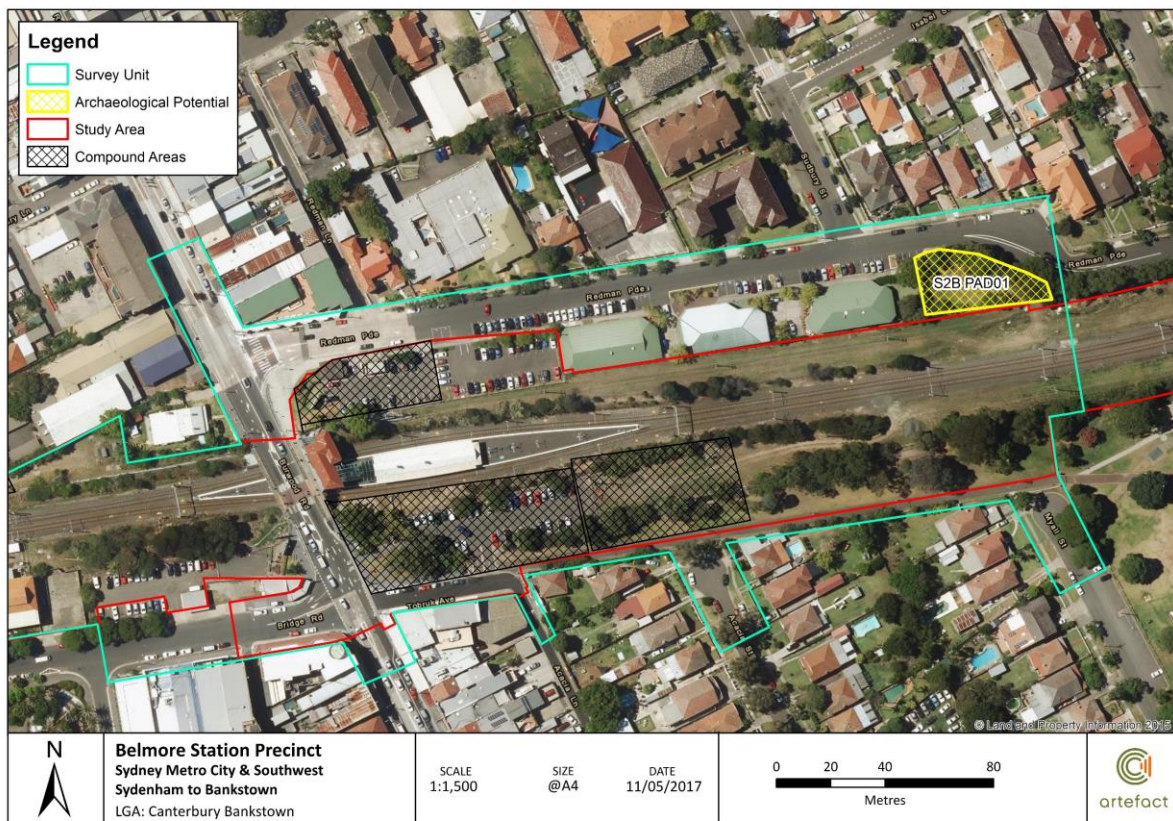 Legend
Survey Unit
Archaeological Potential
Study Area
Compound Areas
Isabel St
Sudbury St
Redman Ln
Redman Pde
Redman Pde
Redman Pde
S2B PAD01
Burwood Rd
Tobruk Ave
Bridge Rd
Acacia Ln
Acacia St
Myall St
© Land and Property Information 2015
N
Belmore Station Precinct
Sydney Metro City & Southwest
Sydenham to Bankstown
LGA: Canterbury Bankstown
SCALE
1:1,500
SIZE
@A4
DATE
11/05/2017
0 20 40 80
Metres
artefact